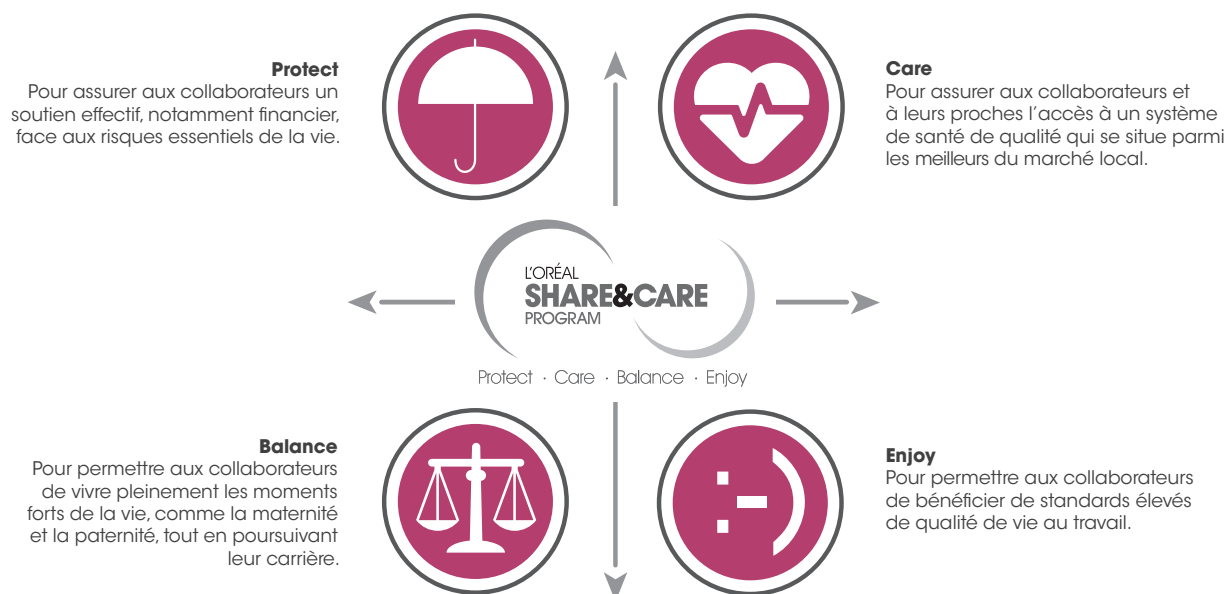 Protect
Pour assurer aux collaborateurs un
soutien effectif, notamment financier,
face aux risques essentiels de la vie.
Care
Pour assurer aux collaborateurs et
à leurs proches l’accès à un système
de santé de qualité qui se situe parmi
les meilleurs du marché local.
L’ORÉAL
SHARE&CARE
PROGRAM
Protect · Care · Balance · Enjoy
Balance
Pour permettre aux collaborateurs
de vivre pleinement les moments
forts de la vie, comme la maternité
et la paternité, tout en poursuivant
leur carrière.
Enjoy
Pour permettre aux collaborateurs
de bénéficier de standards élevés
de qualité de vie au travail.